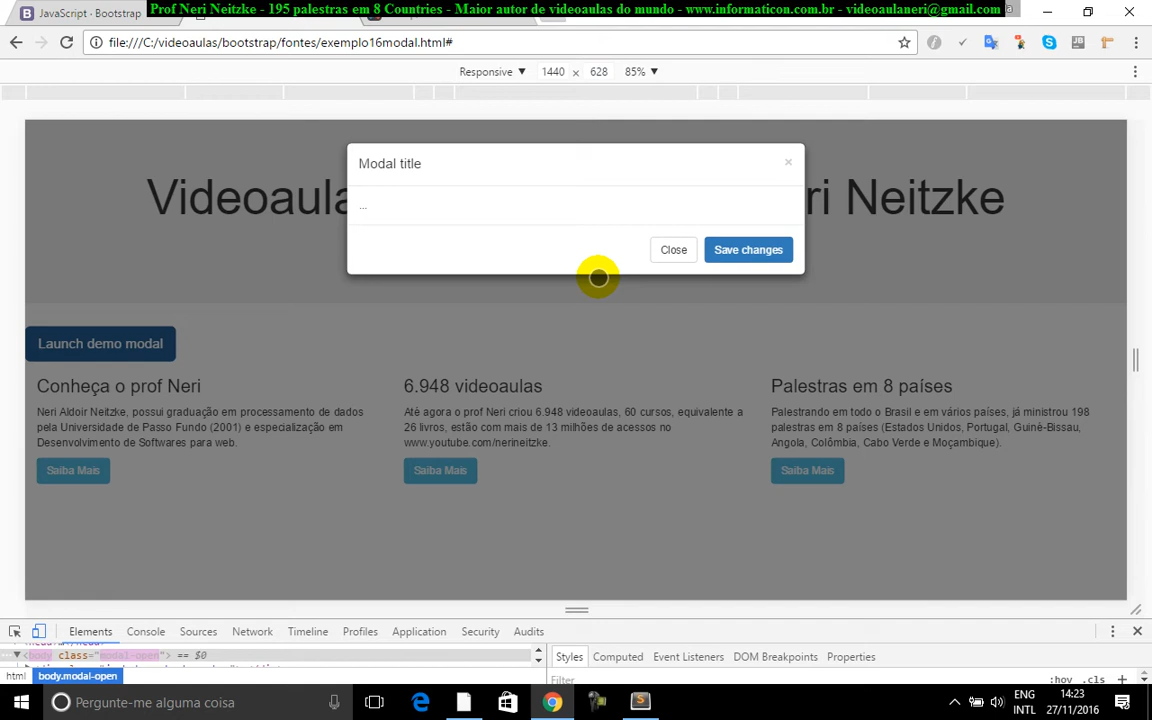 JavaScript · Bootstrap
Prof Neri Neitzke - 195 palestras em 8 Countries - Maior autor de videoaulas do mundo - www.informaticon.com.br - videoaulaneri@gmail.com
file:///C:/videoaulas/bootstrap/fontes/exemplo16modal.html#
Responsive ▼ 1440 × 628 85% ▼
Modal title ×
Videoaula
ri Neitzke
...
Close Save changes
Launch demo modal
Conheça o prof Neri
Neri Aldoir Neitzke, possui graduação em processamento de dados
pela Universidade de Passo Fundo (2001) e especialização em
Desenvolvimento de Softwares para web.
Saiba Mais
6.948 videoaulas
Atè agora o prof Neri criou 6.948 videoaulas, 60 cursos, equivalente a
26 livros, estão com mais de 13 milhões de acessos no
www.youtube.com/nerineitzke.
Saiba Mais
Palestras em 8 países
Palestrando em todo o Brasil e em vários países, já ministrou 198
palestras em 8 países (Estados Unidos, Portugal, Guinè-Bissau,
Angola, Colômbia, Cabo Verde e Moçambique).
Saiba Mais
Elements Console Sources Network Timeline Profiles Application Security Audits
<body class="modal-open"> == $0
html body.modal-open
Styles Computed Event Listeners DOM Breakpoints Properties
Filter :hov .cls +
Pergunte-me alguma coisa
ENG
INTL
14:23
27/11/2016